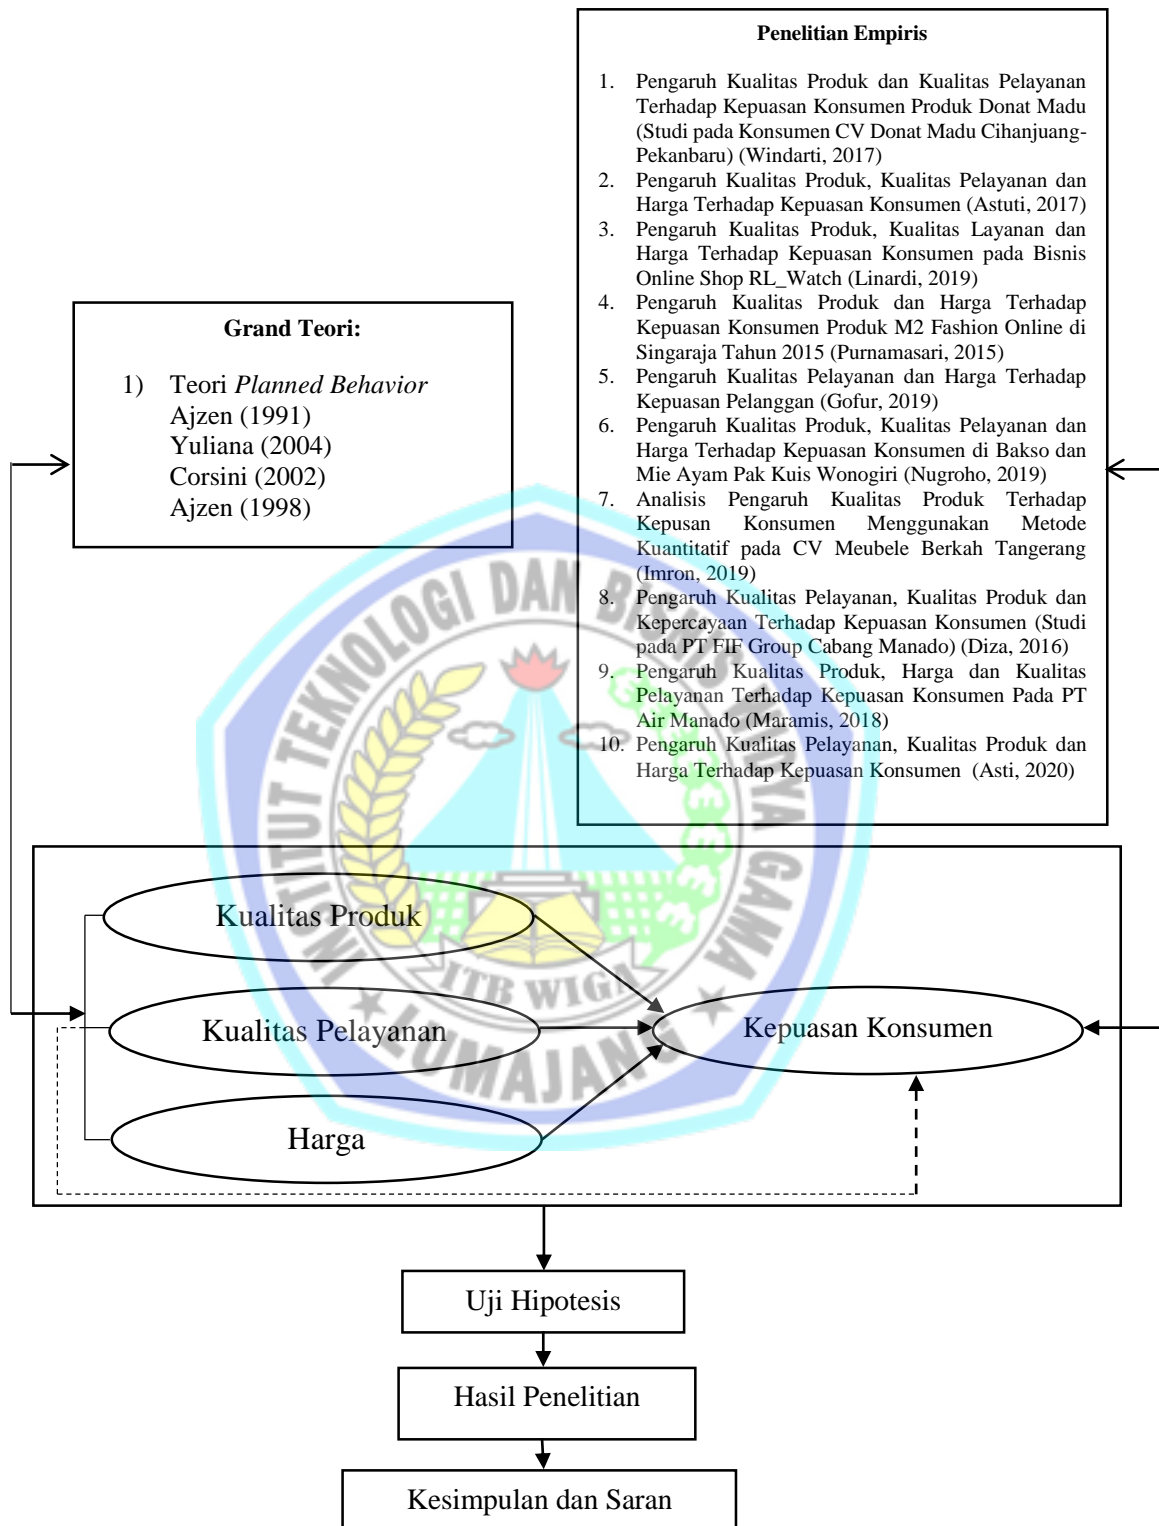 Penelitian Empiris
1. Pengaruh Kualitas Produk dan Kualitas Pelayanan
Terhadap Kepuasan Konsumen Produk Donat Madu
(Studi pada Konsumen CV Donat Madu Cihanjuang-
Pekanbaru) (Windarti, 2017)
2. Pengaruh Kualitas Produk, Kualitas Pelayanan dan
Harga Terhadap Kepuasan Konsumen (Astuti, 2017)
3. Pengaruh Kualitas Produk, Kualitas Layanan dan
Harga Terhadap Kepuasan Konsumen pada Bisnis
Online Shop RL_Watch (Linardi, 2019)
4. Pengaruh Kualitas Produk dan Harga Terhadap
Kepuasan Konsumen Produk M2 Fashion Online di
Singaraja Tahun 2015 (Purnamasari, 2015)
5. Pengaruh Kualitas Pelayanan dan Harga Terhadap
Kepuasan Pelanggan (Gofur, 2019)
6. Pengaruh Kualitas Produk, Kualitas Pelayanan dan
Harga Terhadap Kepuasan Konsumen di Bakso dan
Mie Ayam Pak Kuis Wonogiri (Nugroho, 2019)
7. Analisis Pengaruh Kualitas Produk Terhadap
Kepusan Konsumen Menggunakan Metode
Kuantitatif pada CV Meubele Berkah Tangerang
(Imron, 2019)
8. Pengaruh Kualitas Pelayanan, Kualitas Produk dan
Kepercayaan Terhadap Kepuasan Konsumen (Studi
pada PT FIF Group Cabang Manado) (Diza, 2016)
9. Pengaruh Kualitas Produk, Harga dan Kualitas
Pelayanan Terhadap Kepuasan Konsumen Pada PT
Air Manado (Maramis, 2018)
10. Pengaruh Kualitas Pelayanan, Kualitas Produk dan
Harga Terhadap Kepuasan Konsumen (Asti, 2020)
Grand Teori:
1) Teori Planned Behavior
Ajzen (1991)
Yuliana (2004)
Corsini (2002)
Ajzen (1998)
INSTITUT TEKNOLOGI DAN BISNIS WIDYA GAMA
ITB WIGA
LUMAJANG
Kualitas Produk
Kualitas Pelayanan
Kepuasan Konsumen
Harga
Uji Hipotesis
Hasil Penelitian
Kesimpulan dan Saran